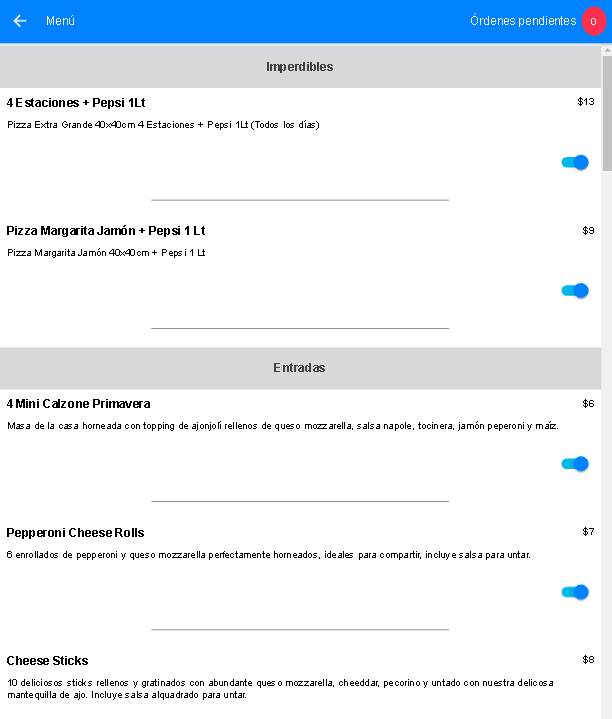 Menú
Órdenes pendientes 0
Imperdibles
4 Estaciones + Pepsi 1Lt $13
Pizza Extra Grande 40x40cm 4 Estaciones + Pepsi 1Lt (Todos los días)
Pizza Margarita Jamón + Pepsi 1 Lt $9
Pizza Margarita Jamón 40x40cm + Pepsi 1 Lt
Entradas
4 Mini Calzone Primavera $6
Masa de la casa horneada con topping de ajonjolí rellenos de queso mozzarella, salsa napole, tocinera, jamón peperoni y maíz.
Pepperoni Cheese Rolls $7
6 enrollados de pepperoni y queso mozzarella perfectamente horneados, ideales para compartir, incluye salsa para untar.
Cheese Sticks $8
10 deliciosos sticks rellenos y gratinados con abundante queso mozzarella, cheeddar, pecorino y untado con nuestra delicosa
mantequilla de ajo. Incluye salsa alquadrado para untar.